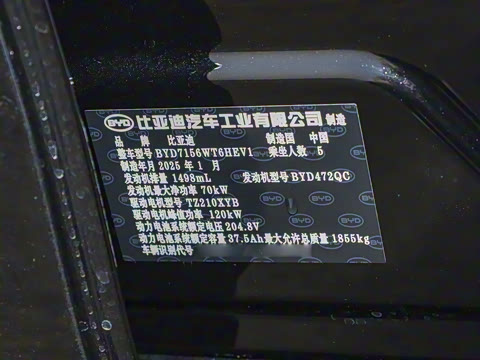 BYD 比亚迪汽车工业有限公司 制造
品牌 比亚迪 制造国 中国
整车型号 BYD7156WT6HEV1 乘坐人数 5
制造年月 2025 年 1 月
发动机排量 1498mL 发动机型号 BYD472QC
发动机最大净功率 70kW
驱动电机型号 TZ210XYB
驱动电机峰值功率 120kW
动力电池系统额定电压 204.8V
动力电池系统额定容量 37.5Ah 最大允许总质量 1855kg
车辆识别代号